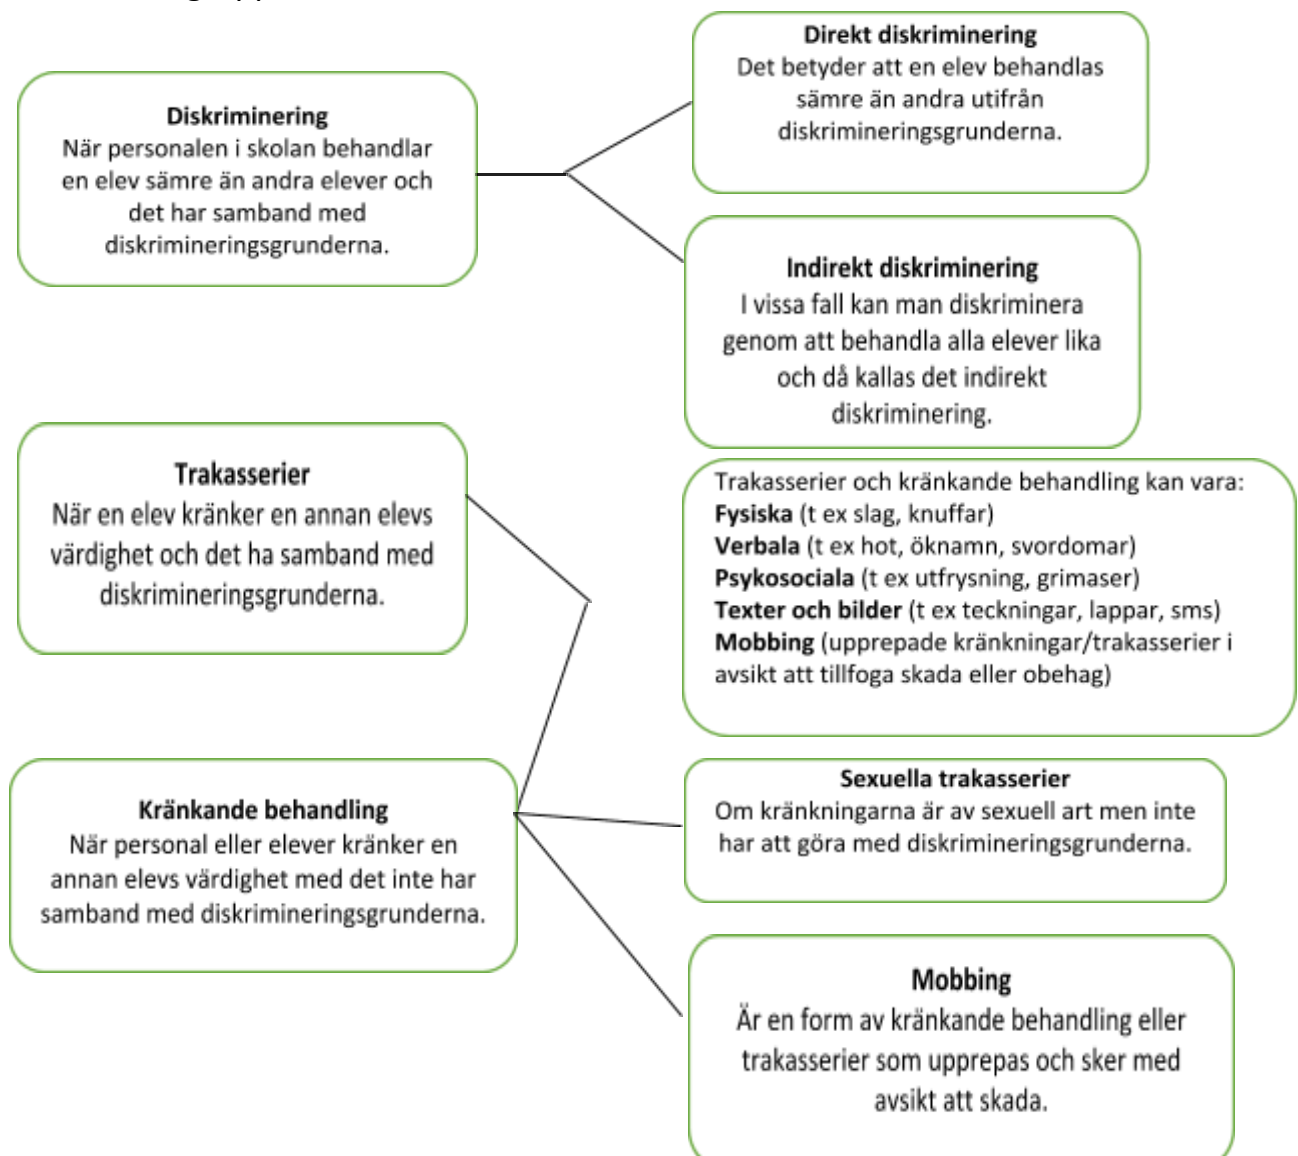 Diskriminering
När personalen i skolan behandlar
en elev sämre än andra elever och
det har samband med
diskrimineringsgrunderna.
Direkt diskriminering
Det betyder att en elev behandlas
sämre än andra utifrån
diskrimineringsgrunderna.
Indirekt diskriminering
I vissa fall kan man diskriminera
genom att behandla alla elever lika
och då kallas det indirekt
diskriminering.
Trakasserier
När en elev kränker en annan elevs
värdighet och det ha samband med
diskrimineringsgrunderna.
Trakasserier och kränkande behandling kan vara:
Fysiska (t ex slag, knuffar)
Verbala (t ex hot, öknamn, svordomar)
Psykosociala (t ex utfrysning, grimaser)
Texter och bilder (t ex teckningar, lappar, sms)
Mobbing (upprepade kränkningar/trakasserier i
avsikt att tillfoga skada eller obehag)
Kränkande behandling
När personal eller elever kränker en
annan elevs värdighet med det inte har
samband med diskrimineringsgrunderna.
Sexuella trakasserier
Om kränkningarna är av sexuell art men inte
har att göra med diskrimineringsgrunderna.
Mobbing
Är en form av kränkande behandling eller
trakasserier som upprepas och sker med
avsikt att skada.